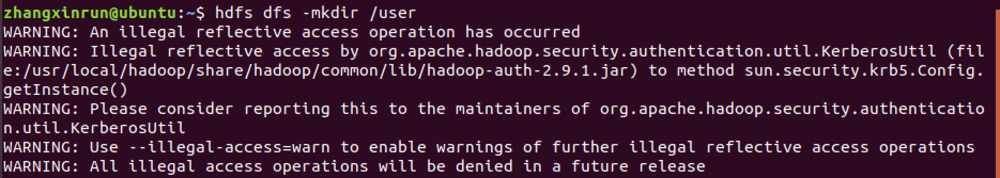 zhangxinrun@ubuntu:~$ hdfs dfs -mkdir /user
WARNING: An illegal reflective access operation has occurred
WARNING: Illegal reflective access by org.apache.hadoop.security.authentication.util.KerberosUtil (fil
e:/usr/local/hadoop/share/hadoop/common/lib/hadoop-auth-2.9.1.jar) to method sun.security.krb5.Config.
getInstance()
WARNING: Please consider reporting this to the maintainers of org.apache.hadoop.security.authenticatio
n.util.KerberosUtil
WARNING: Use --illegal-access=warn to enable warnings of further illegal reflective access operations
WARNING: All illegal access operations will be denied in a future release